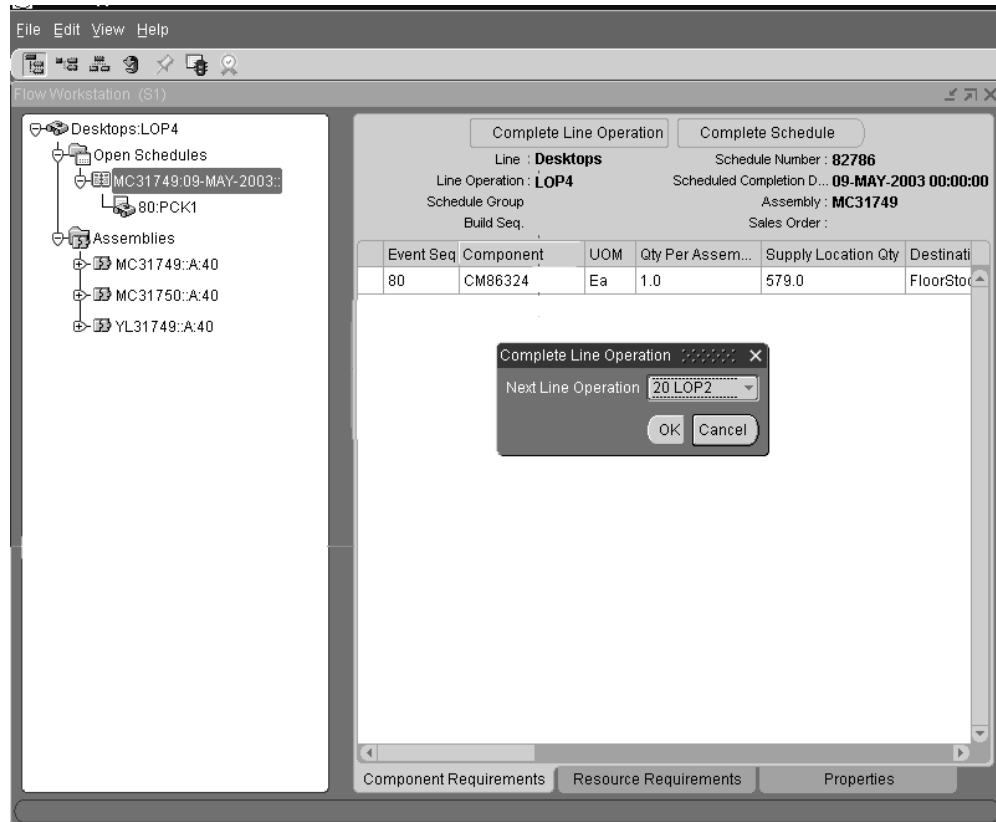 File Edit View Help
Flow Workstation (S1)
Desktops:LOP4
Open Schedules
MC31749:09-MAY-2003::
80:PCK1
Assemblies
MC31749::A:40
MC31750::A:40
YL31749::A:40
Complete Line Operation Complete Schedule
Line : Desktops Schedule Number : 82786
Line Operation : LOP4 Scheduled Completion D... 09-MAY-2003 00:00:00
Schedule Group Assembly : MC31749
Build Seq. Sales Order :
Event Seq Component UOM Qty Per Assem... Supply Location Qty Destinati
80 CM86324 Ea 1.0 579.0 FloorStoc
Complete Line Operation
Next Line Operation 20 LOP2
OK Cancel
Component Requirements Resource Requirements Properties